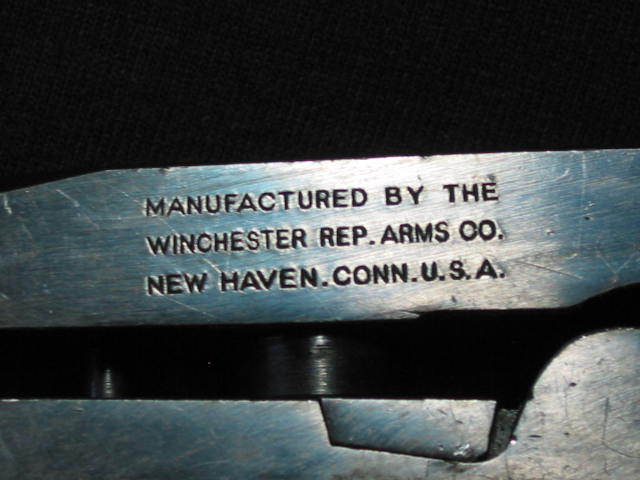 MANUFACTURED BY THE
WINCHESTER REP. ARMS CO.
NEW HAVEN. CONN. U.S.A.